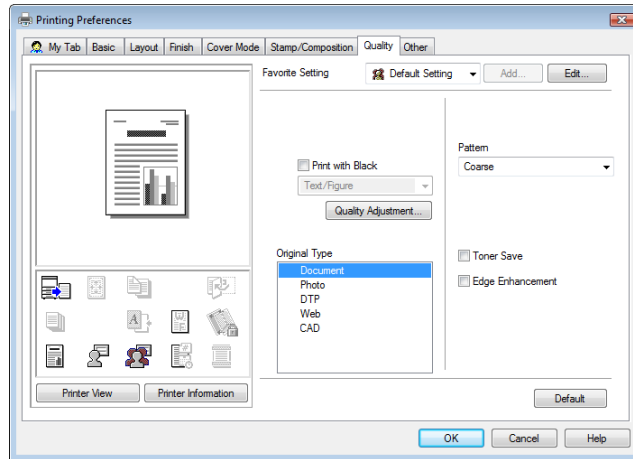 Printing Preferences
My Tab Basic Layout Finish Cover Mode Stamp/Composition Quality Other
Favorite Setting Default Setting Add... Edit...
Print with Black
Text/Figure
Quality Adjustment...
Pattern
Coarse
Original Type
Document
Photo
DTP
Web
CAD
Toner Save
Edge Enhancement
Printer View Printer Information
Default
OK Cancel Help